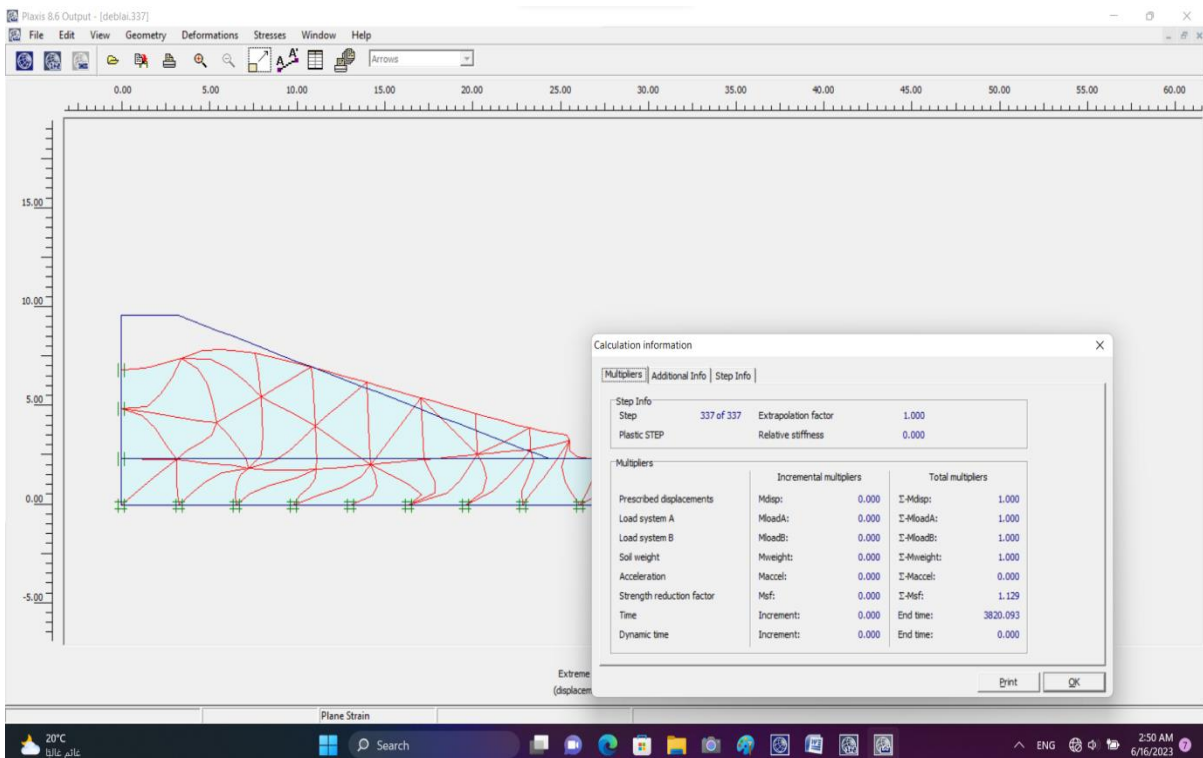 Plaxis 8.6 Output - [deblai.337]
File Edit View Geometry Deformations Stresses Window Help
Arrows
0.00 5.00 10.00 15.00 20.00 25.00 30.00 35.00 40.00 45.00 50.00 55.00 60.00
15.00
10.00
5.00
0.00
-5.00
Calculation information
Multipliers Additional Info Step Info
Step Info
Step 337 of 337 Extrapolation factor 1.000
Plastic STEP Relative stiffness 0.000
Multipliers
Incremental multipliers Total multipliers
Prescribed displacements Mdisp: 0.000 Σ-Mdisp: 1.000
Load system A MloadA: 0.000 Σ-MloadA: 1.000
Load system B MloadB: 0.000 Σ-MloadB: 1.000
Soil weight Mweight: 0.000 Σ-Mweight: 1.000
Acceleration Maccel: 0.000 Σ-Maccel: 0.000
Strength reduction factor Msf: 0.000 Σ-Msf: 1.129
Time Increment: 0.000 End time: 3820.093
Dynamic time Increment: 0.000 End time: 0.000
Print OK
Extreme
(displacem
Plane Strain
20°C
غائم غالبًا
Search
ENG
2:50 AM
6/16/2023
7